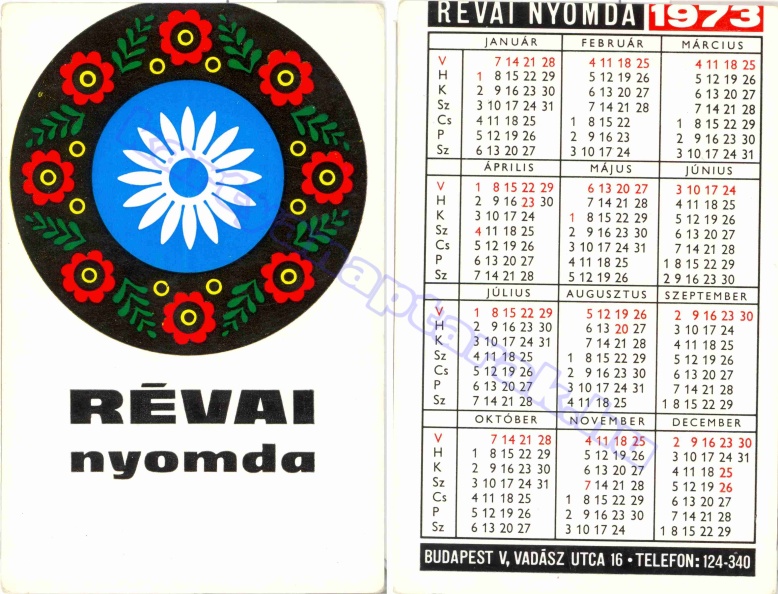 RÉVAI
nyomda
RÉVAI NYOMDA 1973
JANUÁR FEBRUÁR MÁRCIUS
V 7 14 21 28 4 11 18 25 4 11 18 25
H 1 8 15 22 29 5 12 19 26 5 12 19 26
K 2 9 16 23 30 6 13 20 27 6 13 20 27
Sz 3 10 17 24 31 7 14 21 28 7 14 21 28
Cs 4 11 18 25 1 8 15 22 1 8 15 22 29
P 5 12 19 26 2 9 16 23 2 9 16 23 30
Sz 6 13 20 27 3 10 17 24 3 10 17 24 31
ÁPRILIS MÁJUS JÚNIUS
V 1 8 15 22 29 6 13 20 27 3 10 17 24
H 2 9 16 23 30 7 14 21 28 4 11 18 25
K 3 10 17 24 1 8 15 22 29 5 12 19 26
Sz 4 11 18 25 2 9 16 23 30 6 13 20 27
Cs 5 12 19 26 3 10 17 24 31 7 14 21 28
P 6 13 20 27 4 11 18 25 1 8 15 22 29
Sz 7 14 21 28 5 12 19 26 2 9 16 23 30
JÚLIUS AUGUSZTUS SZEPTEMBER
V 1 8 15 22 29 5 12 19 26 2 9 16 23 30
H 2 9 16 23 30 6 13 20 27 3 10 17 24
K 3 10 17 24 31 7 14 21 28 4 11 18 25
Sz 4 11 18 25 1 8 15 22 29 5 12 19 26
Cs 5 12 19 26 2 9 16 23 30 6 13 20 27
P 6 13 20 27 3 10 17 24 31 7 14 21 28
Sz 7 14 21 28 4 11 18 25 1 8 15 22 29
OKTÓBER NOVEMBER DECEMBER
V 7 14 21 28 4 11 18 25 2 9 16 23 30
H 1 8 15 22 29 5 12 19 26 3 10 17 24 31
K 2 9 16 23 30 6 13 20 27 4 11 18 25
Sz 3 10 17 24 31 7 14 21 28 5 12 19 26
Cs 4 11 18 25 1 8 15 22 29 6 13 20 27
P 5 12 19 26 2 9 16 23 30 7 14 21 28
Sz 6 13 20 27 3 10 17 24 1 8 15 22 29
BUDAPEST V, VADÁSZ UTCA 16 • TELEFON: 124-340